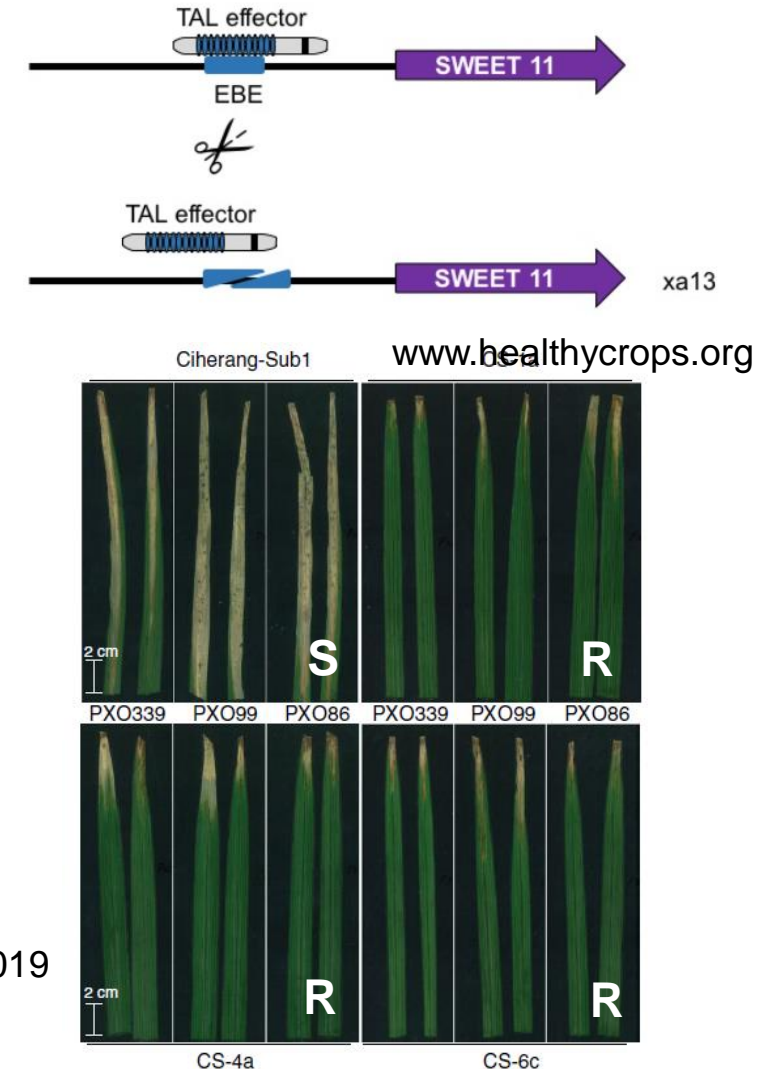 TAL effector
SWEET 11
EBE
TAL effector
SWEET 11 xa13
www.healthycrops.org
Ciherang-Sub1
2 cm
S R
PXO339 PXO99 PXO86 PXO339 PXO99 PXO86
019
2 cm
R R
CS-4a CS-6c